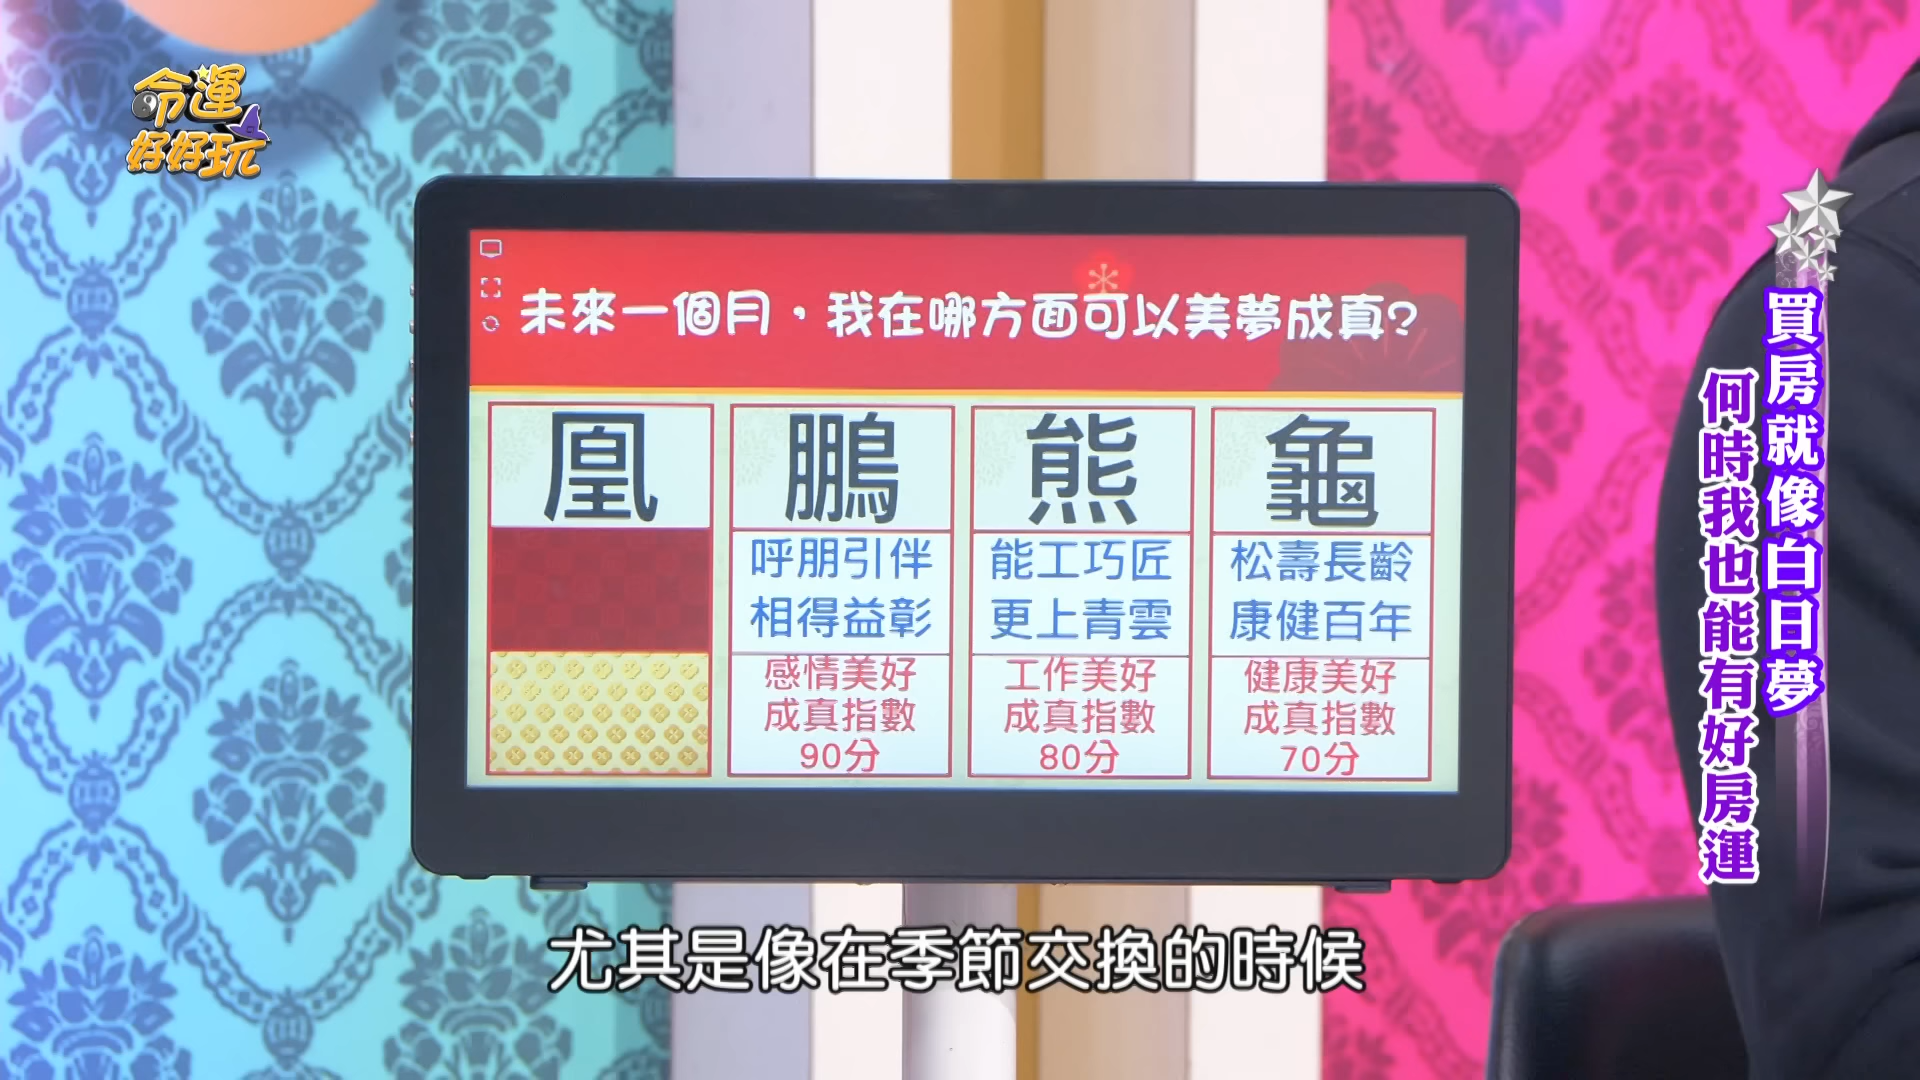 命運
好好玩
未來一個月，我在哪方面可以美夢成真?
凰
鵬
熊
龜
呼朋引伴
相得益彰
能工巧匠
更上青雲
松壽長齡
康健百年
感情美好
成真指數
90分
工作美好
成真指數
80分
健康美好
成真指數
70分
買房就像白日夢
何時我也能有好房運
尤其是像在季節交換的時候